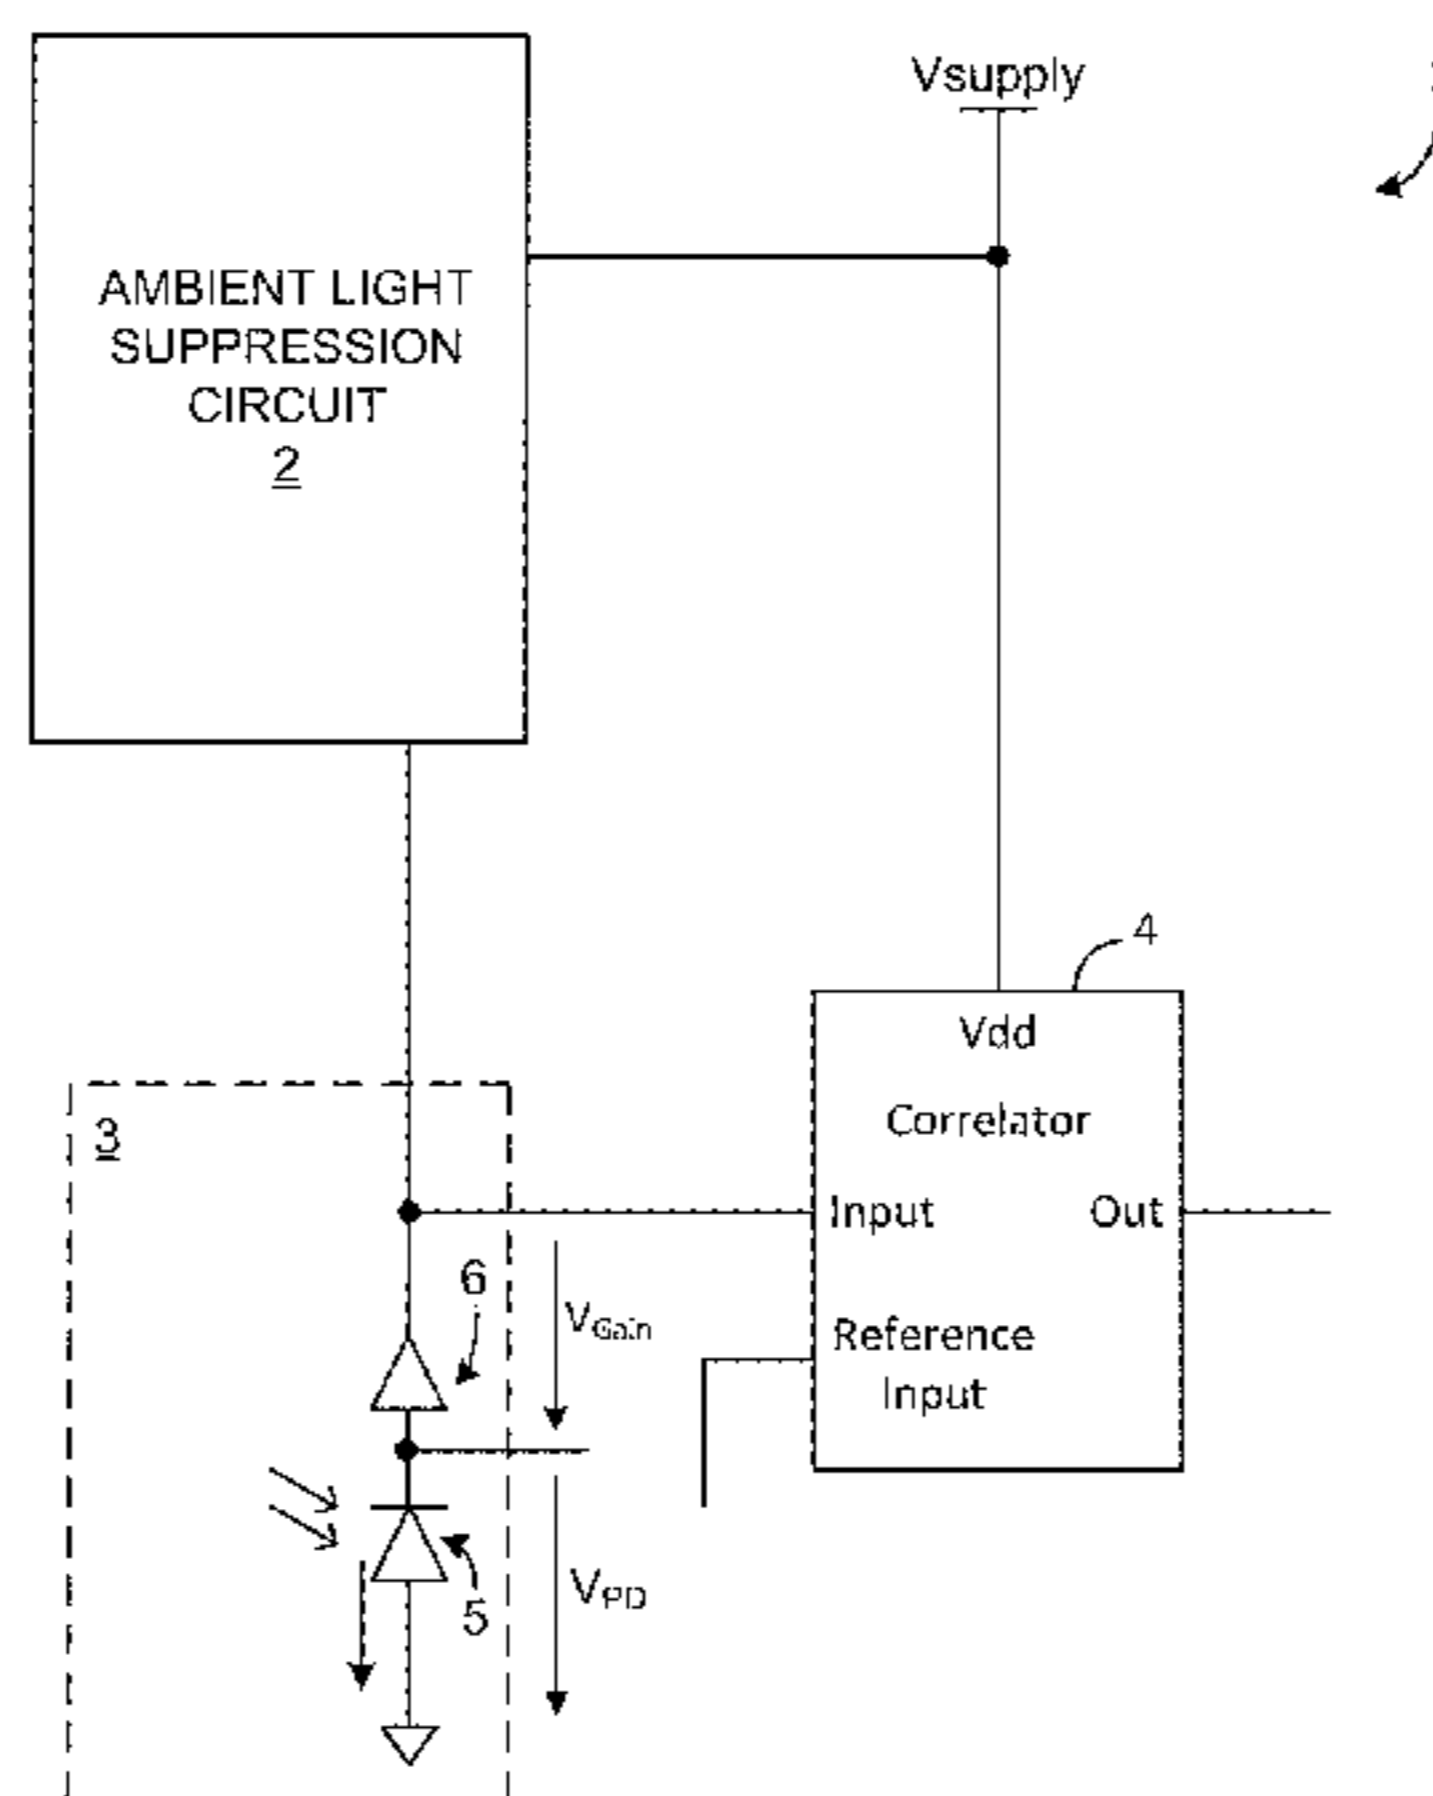 Vsupply
AMBIENT LIGHT
SUPPRESSION
CIRCUIT
2
4
Vdd
Correlator
3
Input
Out
6
VGain
Reference
Input
5
VPD